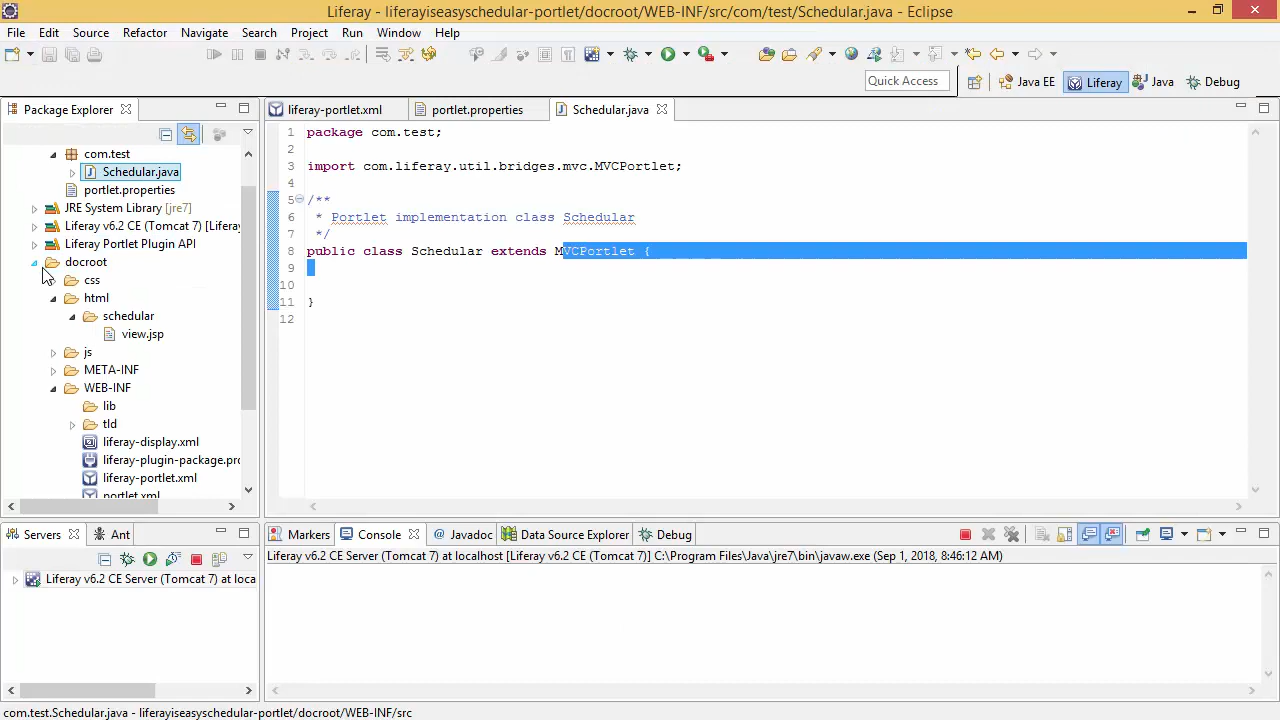 Liferay - liferayiseasyschedular-portlet/docroot/WEB-INF/src/com/test/Schedular.java - Eclipse
File Edit Source Refactor Navigate Search Project Run Window Help
Quick Access
Java EE Liferay Java Debug
Package Explorer
liferay-portlet.xml portlet.properties Schedular.java
com.test
Schedular.java
portlet.properties
JRE System Library [jre7]
Liferay v6.2 CE (Tomcat 7) [Liferay
Liferay Portlet Plugin API
docroot
css
html
schedular
view.jsp
js
META-INF
WEB-INF
lib
tld
liferay-display.xml
liferay-plugin-package.pro
liferay-portlet.xml
portlet.xml
1 package com.test;
2
3 import com.liferay.util.bridges.mvc.MVCPortlet;
4
5 /**
6 * Portlet implementation class Schedular
7 */
8 public class Schedular extends MVCPortlet {
9
10
11 }
12
Servers Ant
Liferay v6.2 CE Server (Tomcat 7) at loca
Markers Console Javadoc Data Source Explorer Debug
Liferay v6.2 CE Server (Tomcat 7) at localhost [Liferay v6.2 CE (Tomcat 7)] C:\Program Files\Java\jre7\bin\javaw.exe (Sep 1, 2018, 8:46:12 AM)
com.test.Schedular.java - liferayiseasyschedular-portlet/docroot/WEB-INF/src